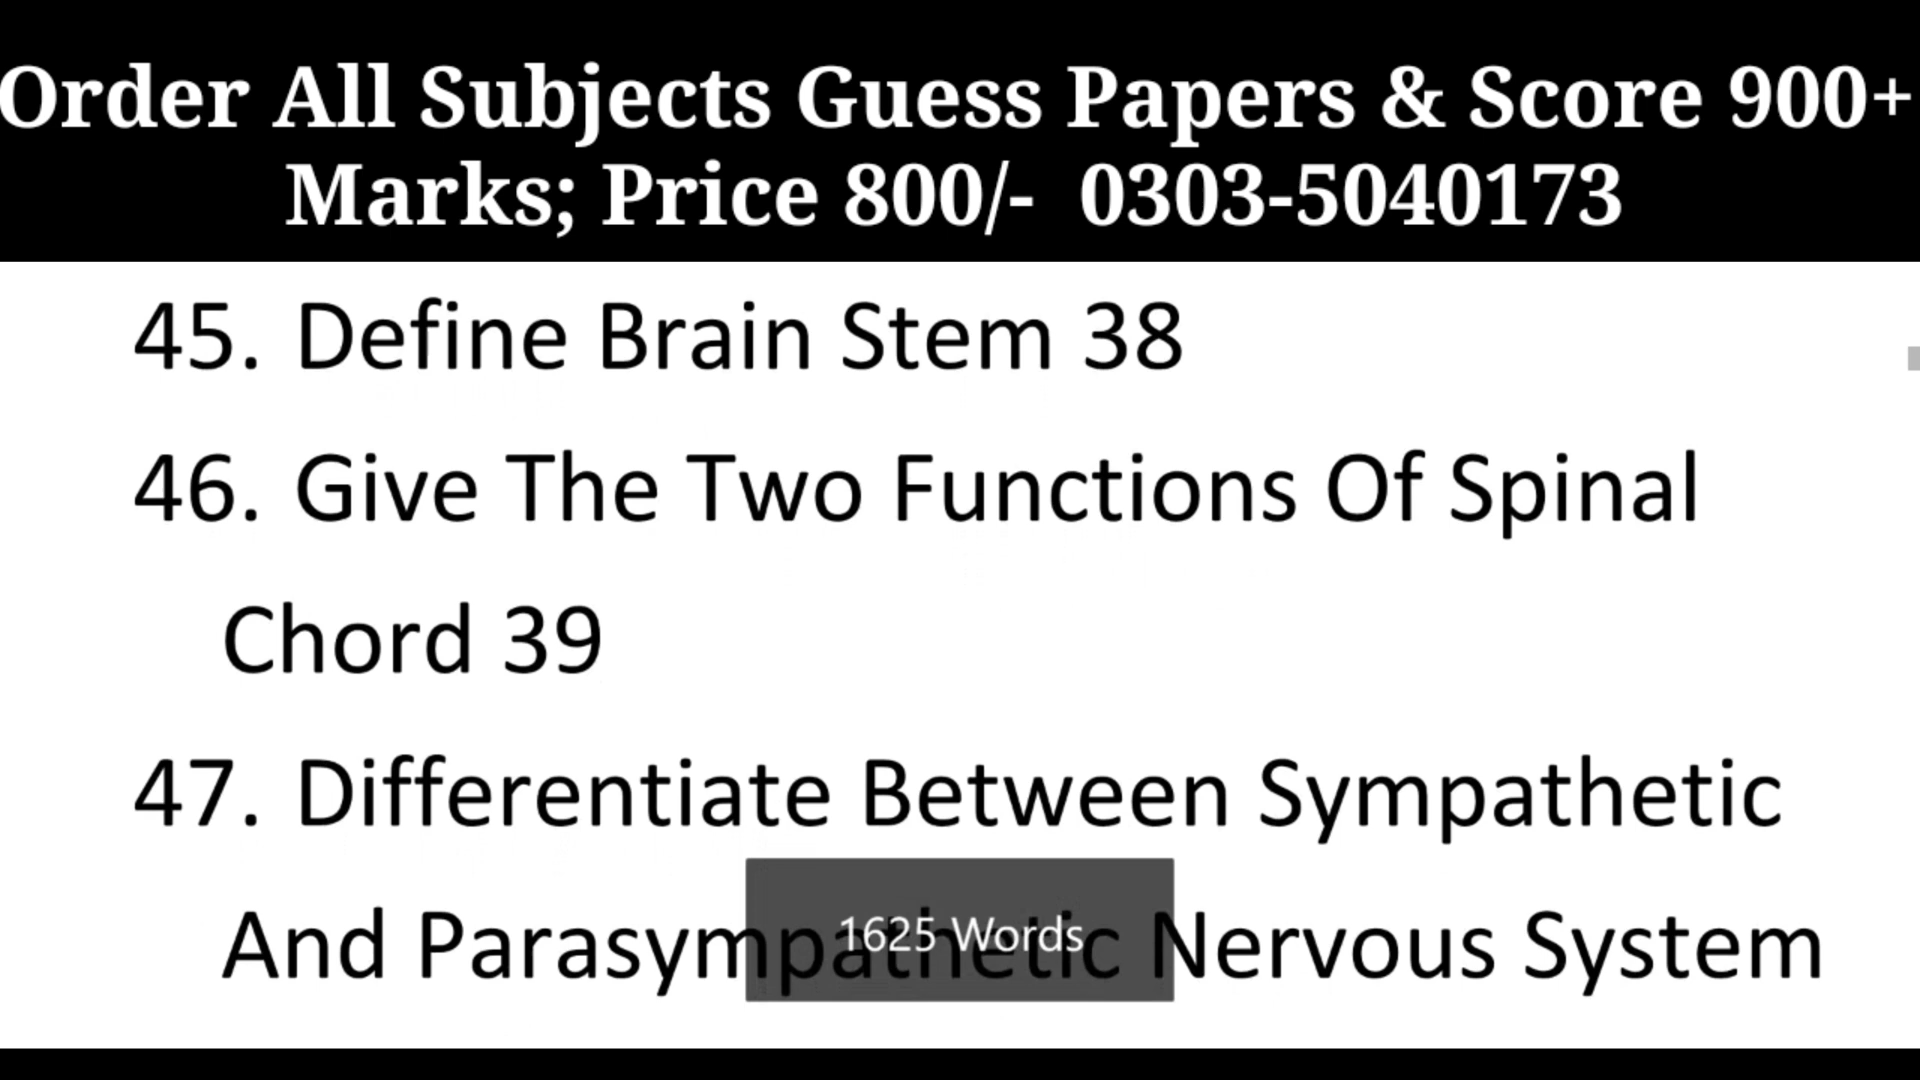 Order All Subjects Guess Papers & Score 900+
Marks; Price 800/- 0303-5040173
45. Define Brain Stem 38
46. Give The Two Functions Of Spinal
Chord 39
47. Differentiate Between Sympathetic
And Parasympathetic Nervous System
1625 Words